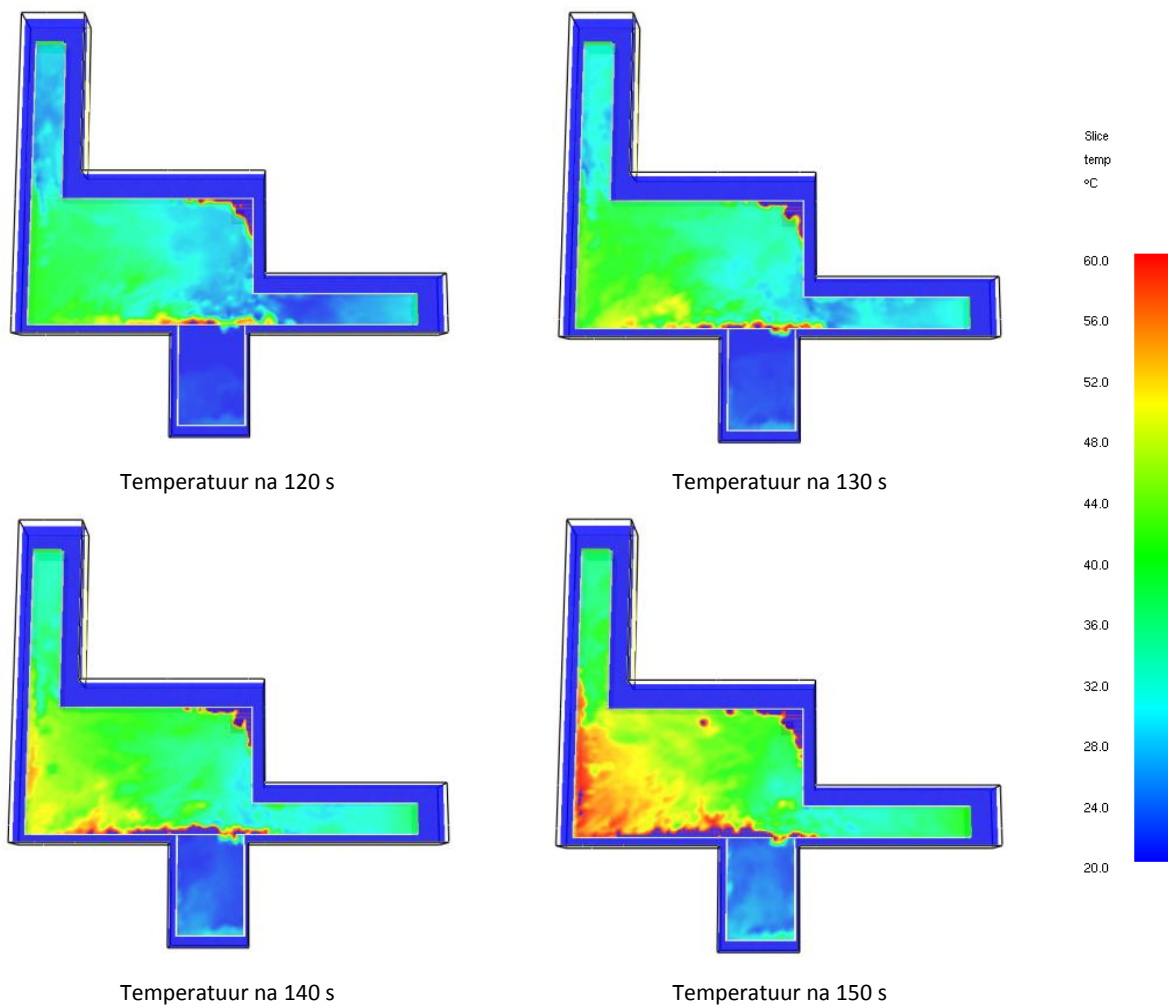 Slice
temp
°C
60.0
56.0
52.0
48.0
44.0
40.0
36.0
32.0
28.0
24.0
20.0
Temperatuur na 120 s
Temperatuur na 130 s
Temperatuur na 140 s
Temperatuur na 150 s